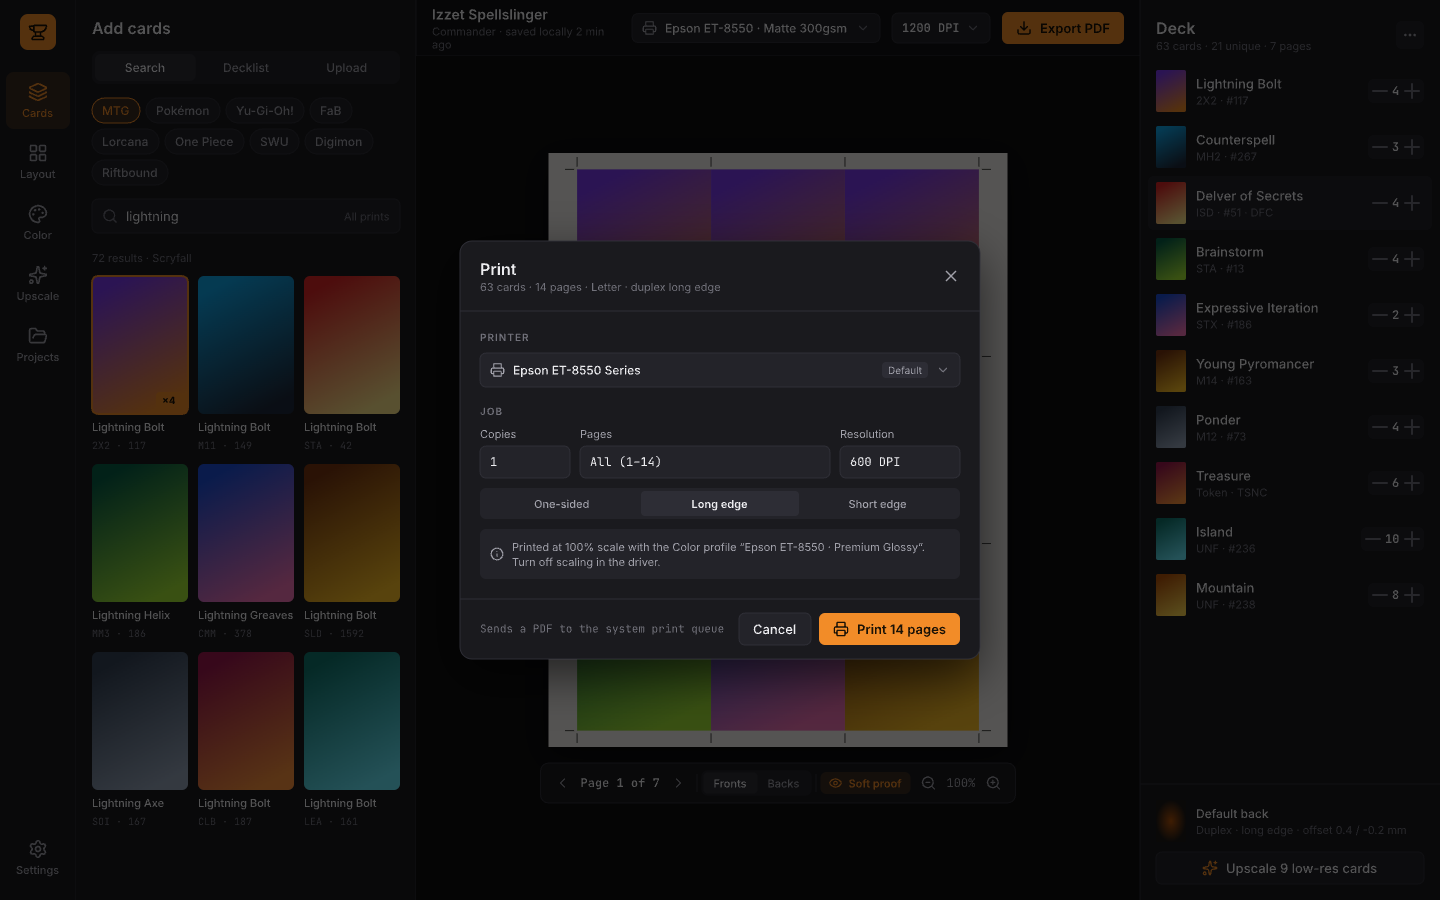 Cards
Layout
Color
Upscale
Projects
Settings
Add cards
Search
Decklist
Upload
MTG
Pokémon
Yu-Gi-Oh!
FaB
Lorcana
One Piece
SWU
Digimon
Riftbound
lightning
All prints
72 results · Scryfall
×4
Lightning Bolt
2X2 · 117
Lightning Bolt
M11 · 149
Lightning Bolt
STA · 42
Lightning Helix
MM3 · 186
Lightning Greaves
CMM · 378
Lightning Bolt
SLD · 1592
Lightning Axe
SOI · 167
Lightning Bolt
CLB · 187
Lightning Bolt
LEA · 161
Izzet Spellslinger
Commander · saved locally 2 min
ago
Epson ET-8550 · Matte 300gsm
1200 DPI
Export PDF
Print
63 cards · 14 pages · Letter · duplex long edge
PRINTER
Epson ET-8550 Series
Default
JOB
Copies
Pages
Resolution
1
All (1–14)
600 DPI
One-sided
Long edge
Short edge
Printed at 100% scale with the Color profile “Epson ET-8550 · Premium Glossy”.
Turn off scaling in the driver.
Sends a PDF to the system print queue
Cancel
Print 14 pages
Page 1 of 7
Fronts
Backs
Soft proof
100%
Deck
63 cards · 21 unique · 7 pages
Lightning Bolt
2X2 · #117
4
Counterspell
MH2 · #267
3
Delver of Secrets
ISD · #51 · DFC
4
Brainstorm
STA · #13
4
Expressive Iteration
STX · #186
2
Young Pyromancer
M14 · #163
3
Ponder
M12 · #73
4
Treasure
Token · TSNC
6
Island
UNF · #236
10
Mountain
UNF · #238
8
Default back
Duplex · long edge · offset 0.4 / -0.2 mm
Upscale 9 low-res cards